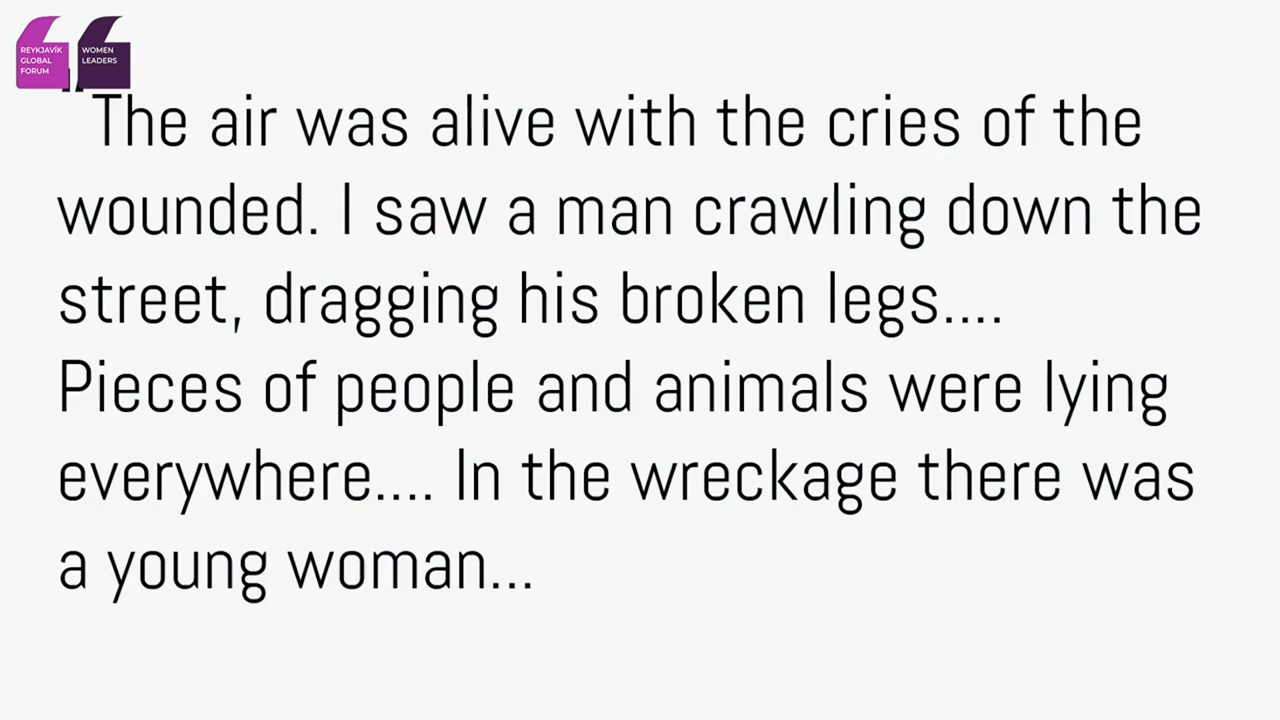 REYKJAVÍK
GLOBAL
FORUM
WOMEN
LEADERS
"The air was alive with the cries of the
wounded. I saw a man crawling down the
street, dragging his broken legs....
Pieces of people and animals were lying
everywhere.... In the wreckage there was
a young woman...